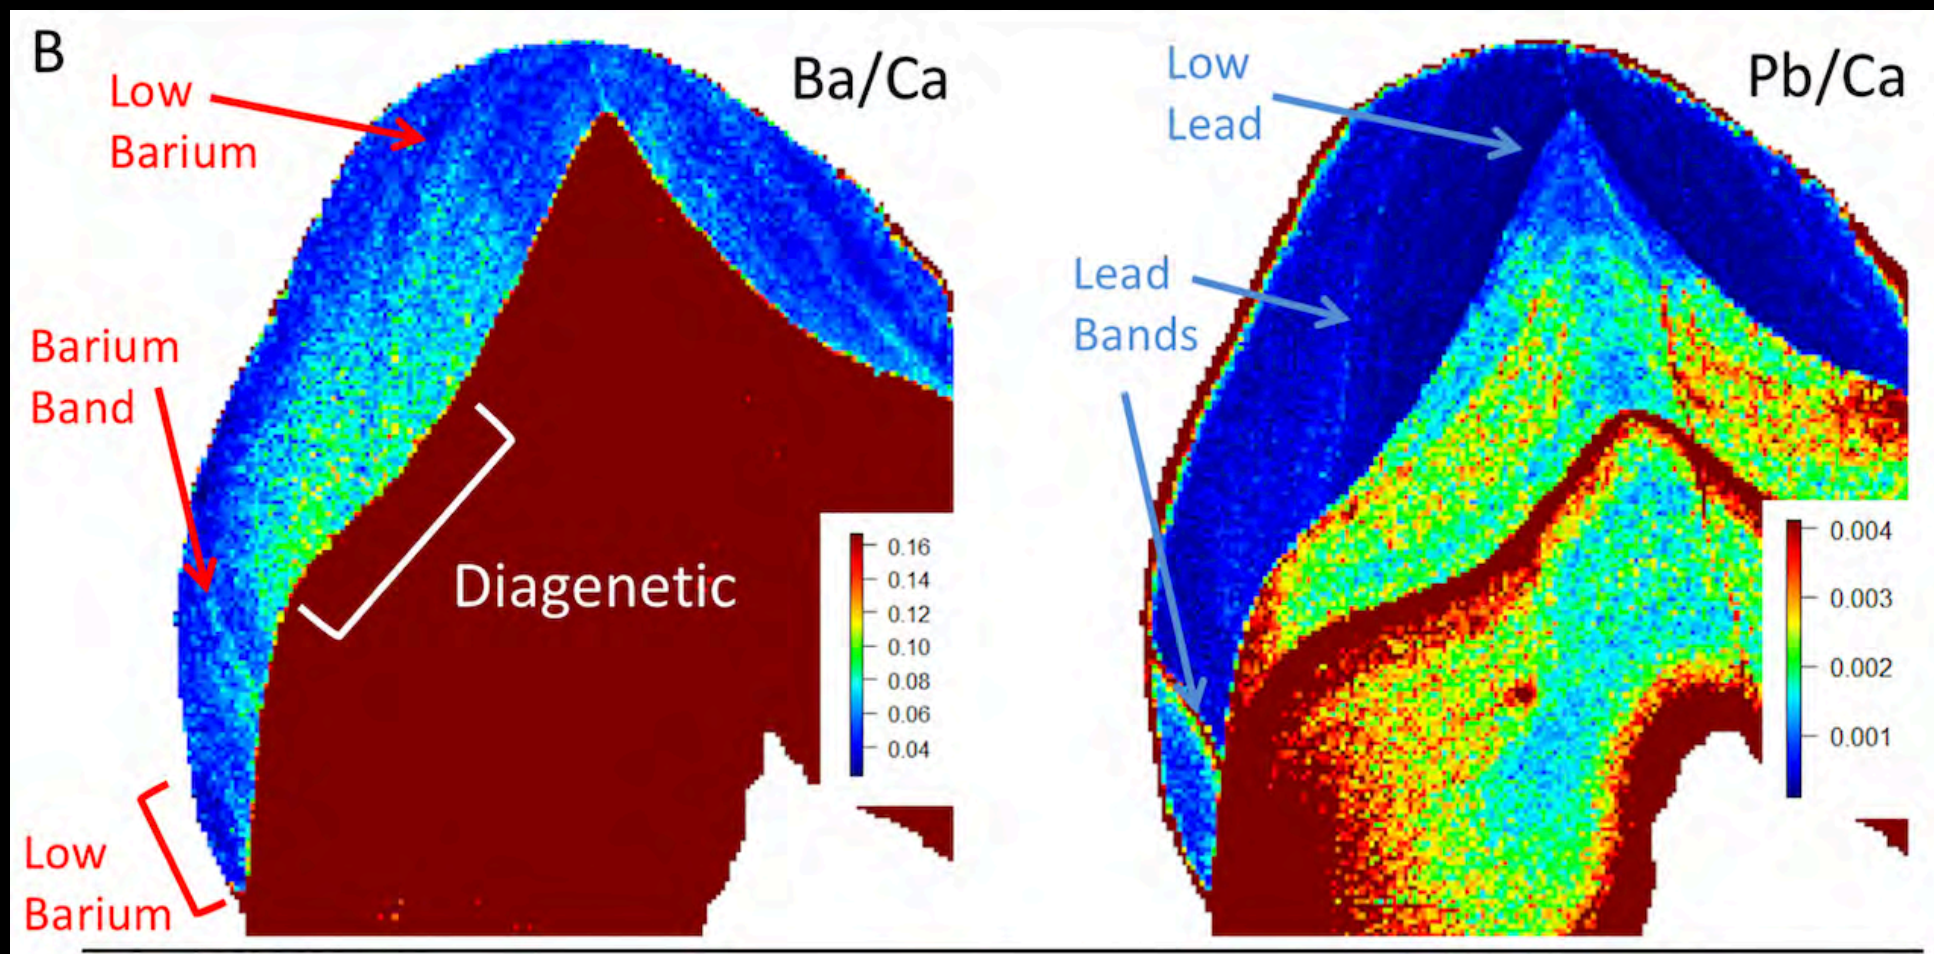 B
Ba/Ca
Low
Barium
Barium
Band
Diagenetic
0.16
0.14
0.12
0.10
0.08
0.06
0.04
Low
Barium
Pb/Ca
Low
Lead
Lead
Bands
0.004
0.003
0.002
0.001